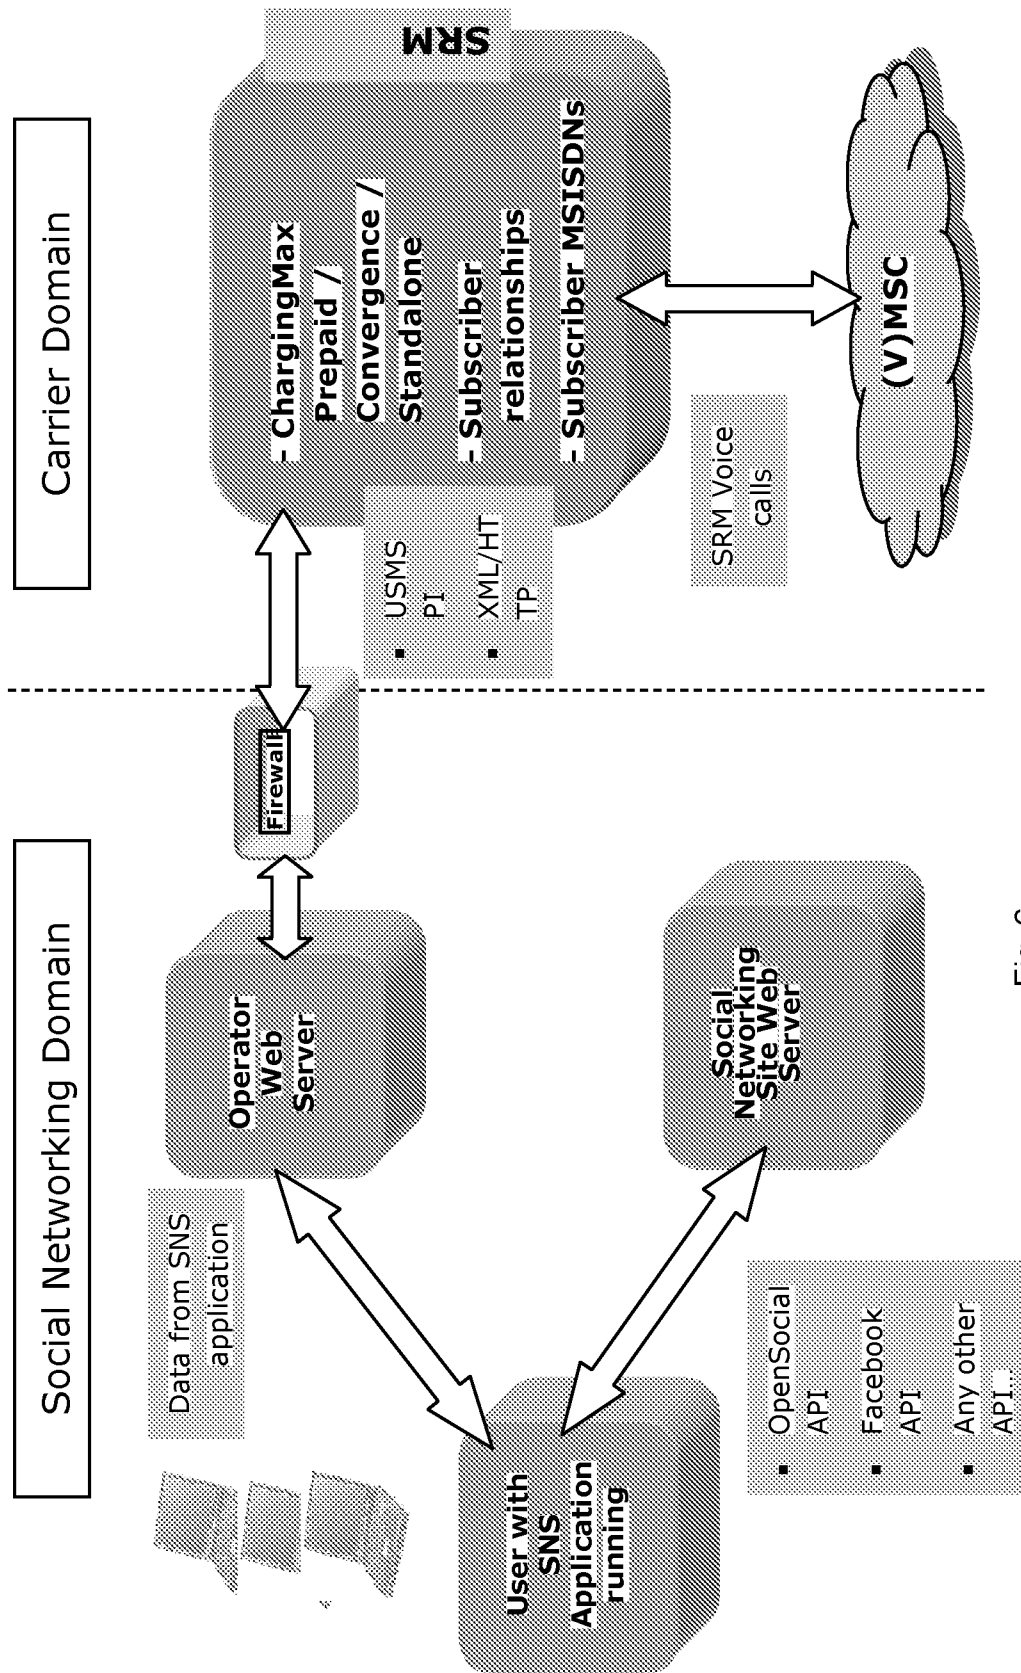 Social Networking Domain
Carrier Domain
Data from SNS
application
User with
SNS
Application
running
Operator
Web
Server
Firewall
Social
Networking
Site Web
Server
▪ OpenSocial
API
▪ Facebook
API
▪ Any other
API...
▪ USMS
PI
▪ XML/HT
TP
SRM
- ChargingMax
Prepaid /
Convergence /
Standalone
- Subscriber
relationships
- Subscriber MSISDNs
SRM Voice
calls
(V)MSC
Fig.